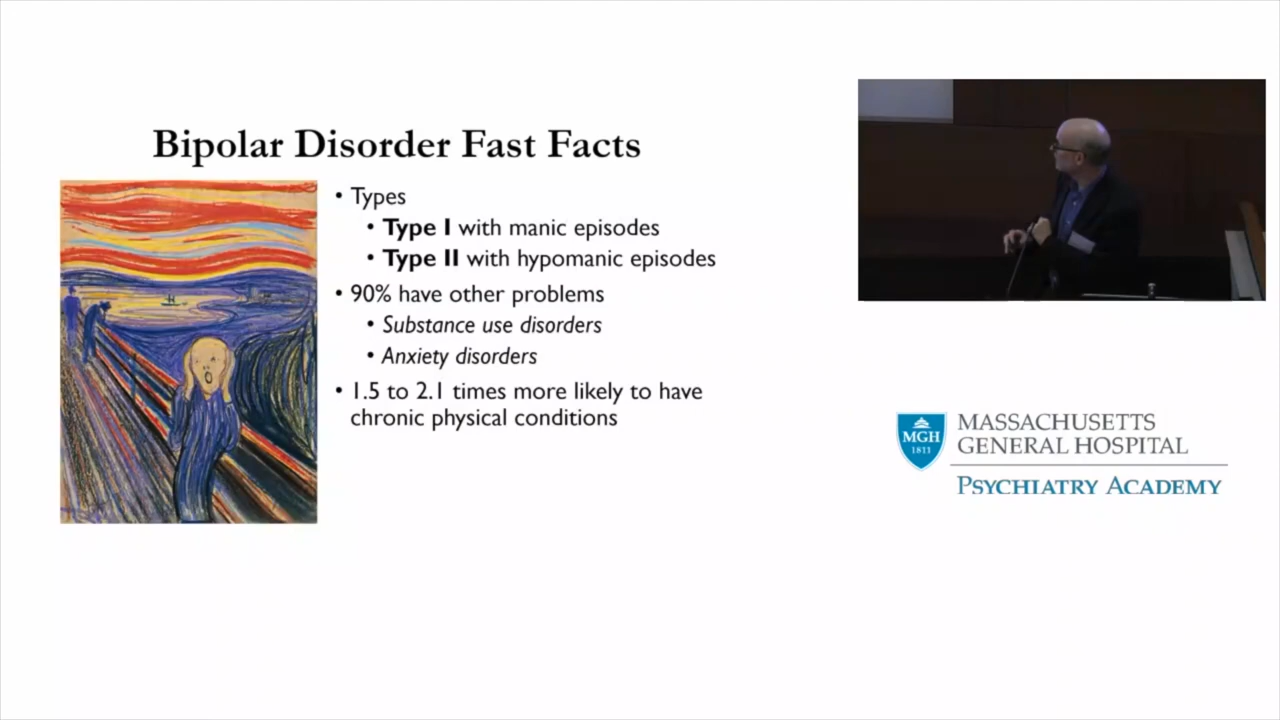 Bipolar Disorder Fast Facts
• Types
• Type I with manic episodes
• Type II with hypomanic episodes
• 90% have other problems
• Substance use disorders
• Anxiety disorders
• 1.5 to 2.1 times more likely to have
chronic physical conditions
MGH
1811
MASSACHUSETTS
GENERAL HOSPITAL
PSYCHIATRY ACADEMY